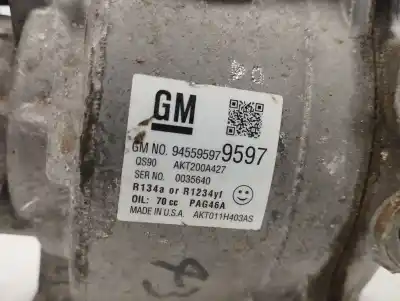 GM
GM NO. 94559597 9597
QS90 AKT200A427
SER NO. 0035640
R134a or R1234yf
OIL: 70 cc PAG46A
MADE IN U.S.A. AKT011H403AS